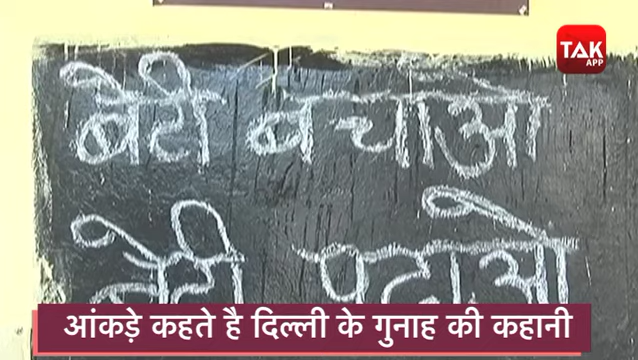 TAK
APP
बेटी बचाओ
बेटी पढाओ
आंकड़े कहते है दिल्ली के गुनाह की कहानी